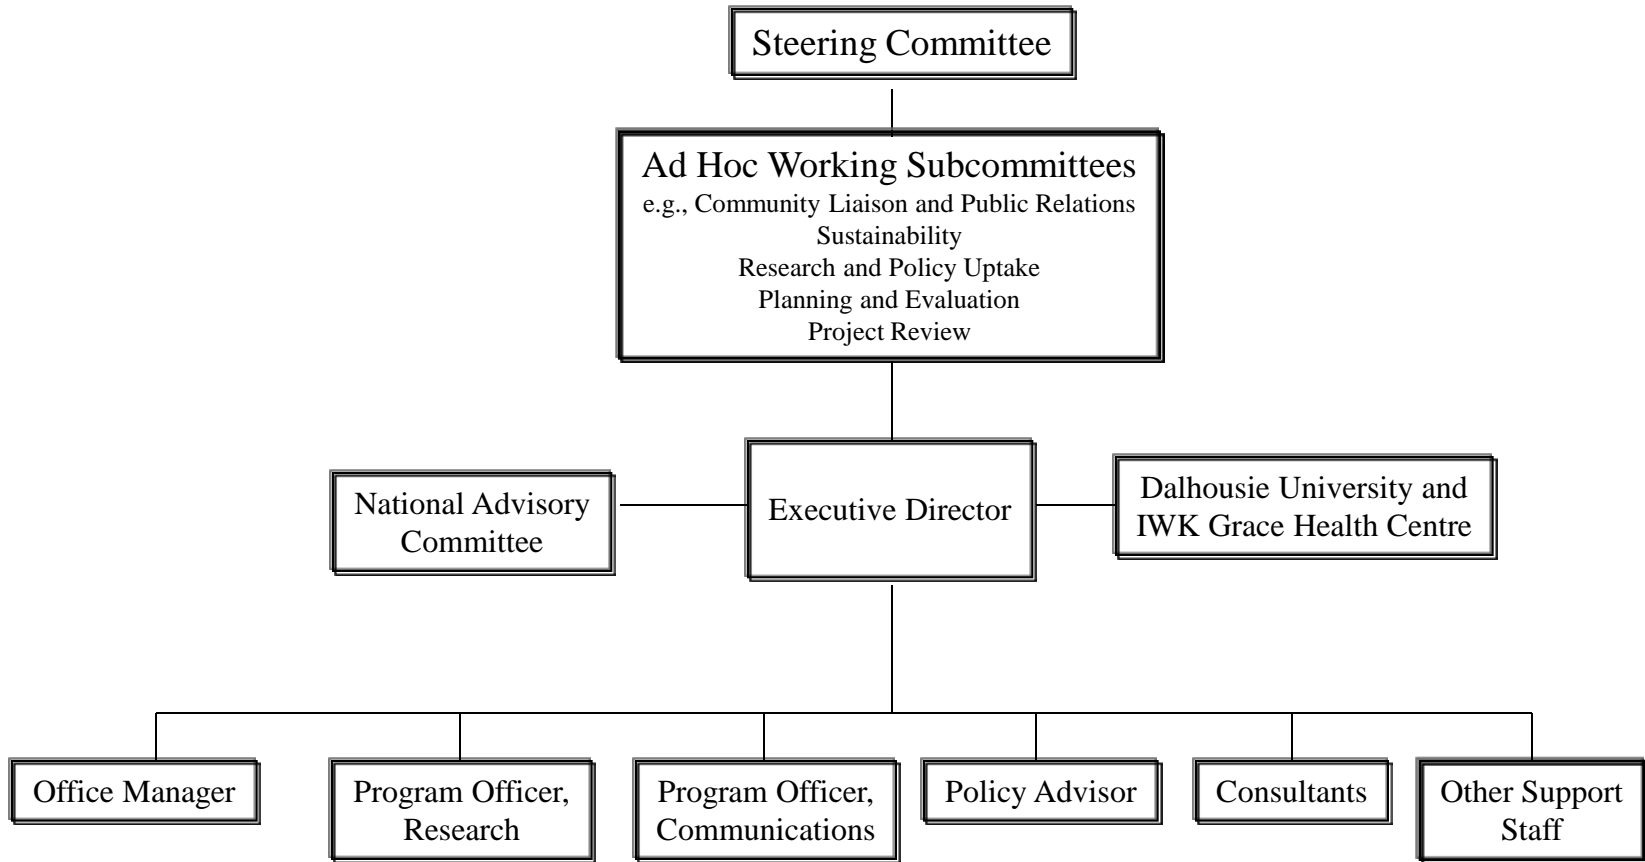 Steering Committee
Ad Hoc Working Subcommittees
e.g., Community Liaison and Public Relations
Sustainability
Research and Policy Uptake
Planning and Evaluation
Project Review
National Advisory
Committee
Executive Director
Dalhousie University and
IWK Grace Health Centre
Office Manager
Program Officer,
Research
Program Officer,
Communications
Policy Advisor
Consultants
Other Support
Staff